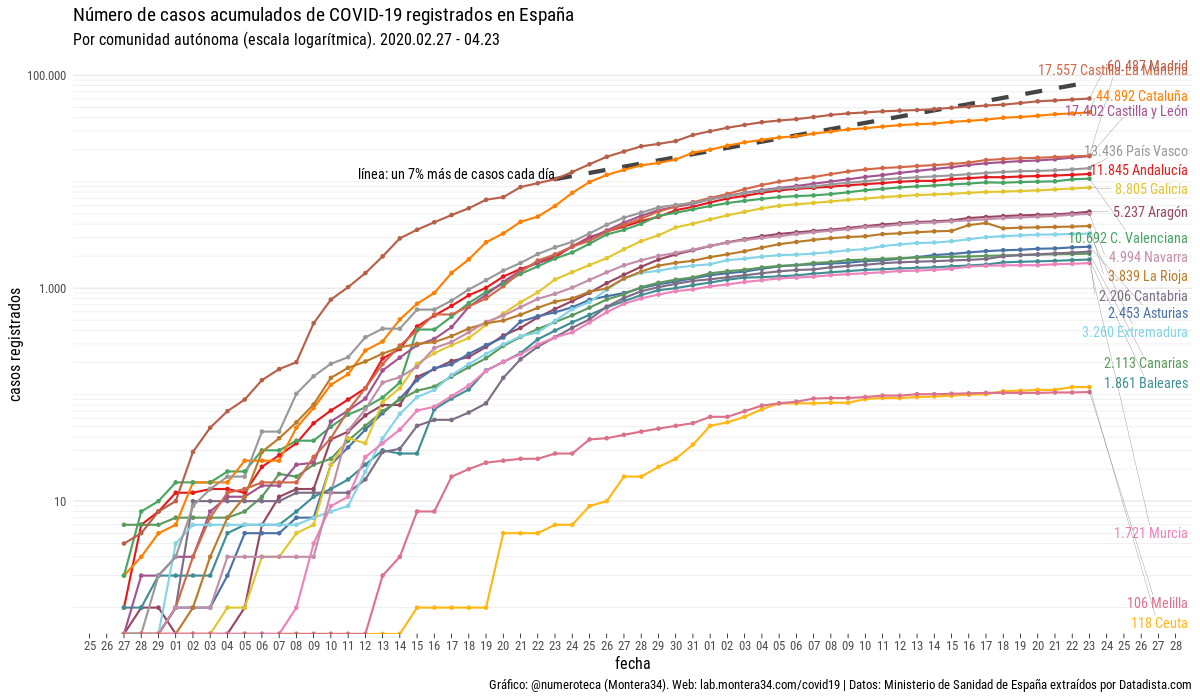 Número de casos acumulados de COVID-19 registrados en España
Por comunidad autónoma (escala logarítmica). 2020.02.27 - 04.23
casos registrados
100.000
1.000
10
línea: un 7% más de casos cada día
60.487 Madrid
17.557 Castilla-La Mancha
44.892 Cataluña
17.402 Castilla y León
13.436 País Vasco
11.845 Andalucía
8.805 Galicia
5.237 Aragón
10.692 C. Valenciana
4.994 Navarra
3.839 La Rioja
2.206 Cantabria
2.453 Asturias
3.260 Extremadura
2.113 Canarias
1.861 Baleares
1.721 Murcia
106 Melilla
118 Ceuta
25 26 27 28 29 01 02 03 04 05 06 07 08 09 10 11 12 13 14 15 16 17 18 19 20 21 22 23 24 25 26 27 28 29 30 31 01 02 03 04 05 06 07 08 09 10 11 12 13 14 15 16 17 18 19 20 21 22 23 24 25 26 27 28
fecha
Gráfico: @numeroteca (Montera34). Web: lab.montera34.com/covid19 | Datos: Ministerio de Sanidad de España extraídos por Datadista.com